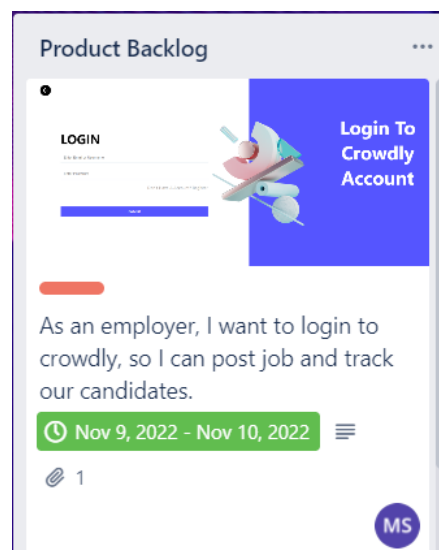 Product Backlog
LOGIN
Login To
Crowdly
Account
As an employer, I want to login to
crowdly, so I can post job and track
our candidates.
Nov 9, 2022 - Nov 10, 2022
1
MS